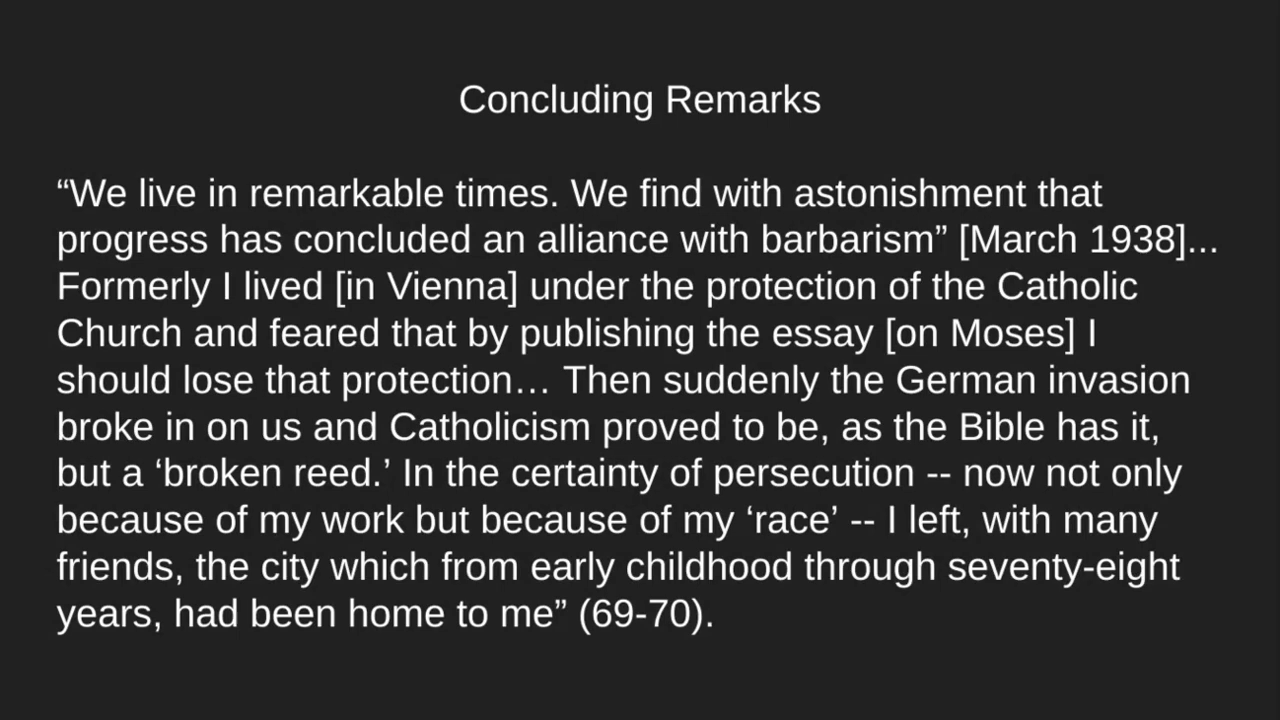 Concluding Remarks
“We live in remarkable times. We find with astonishment that
progress has concluded an alliance with barbarism” [March 1938]...
Formerly I lived [in Vienna] under the protection of the Catholic
Church and feared that by publishing the essay [on Moses] I
should lose that protection… Then suddenly the German invasion
broke in on us and Catholicism proved to be, as the Bible has it,
but a ‘broken reed.’ In the certainty of persecution -- now not only
because of my work but because of my ‘race’ -- I left, with many
friends, the city which from early childhood through seventy-eight
years, had been home to me” (69-70).